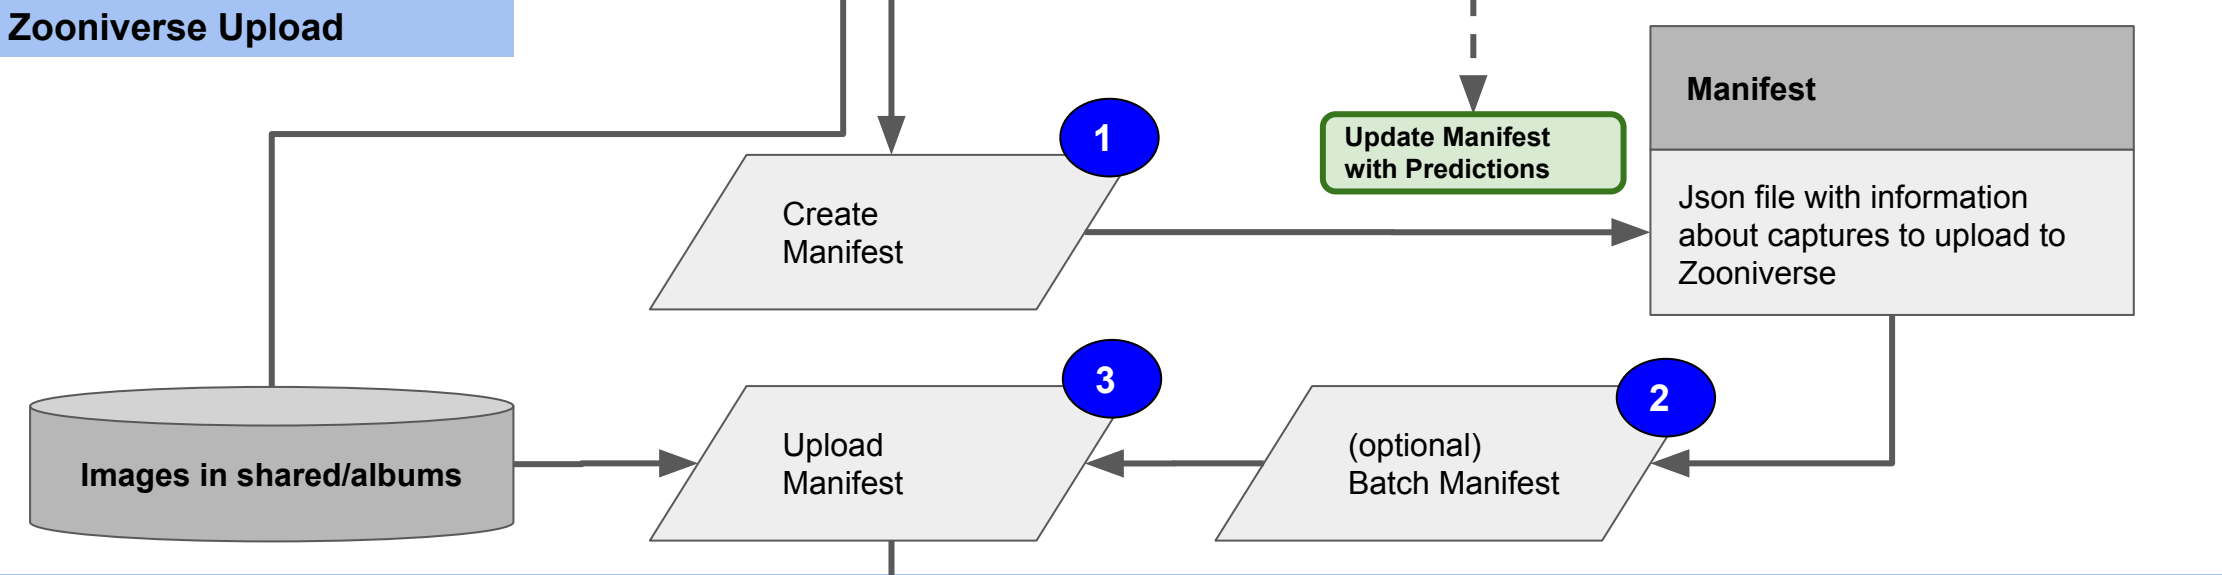 Zooniverse Upload
1
Create
Manifest
Update Manifest
with Predictions
Manifest
Json file with information
about captures to upload to
Zooniverse
Images in shared/albums
3
Upload
Manifest
2
(optional)
Batch Manifest